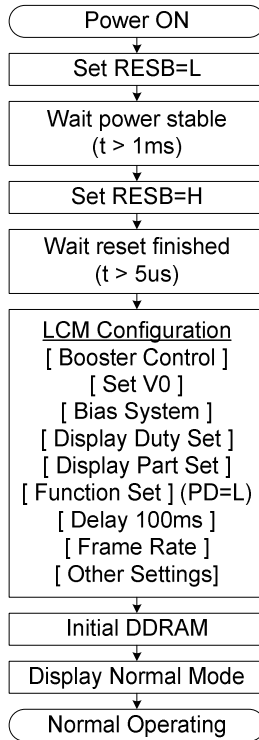 Power ON
Set RESB=L
Wait power stable
(t > 1ms)
Set RESB=H
Wait reset finished
(t > 5us)
LCM Configuration
[ Booster Control ]
[ Set V0 ]
[ Bias System ]
[ Display Duty Set ]
[ Display Part Set ]
[ Function Set ] (PD=L)
[ Delay 100ms ]
[ Frame Rate ]
[ Other Settings]
Initial DDRAM
Display Normal Mode
Normal Operating